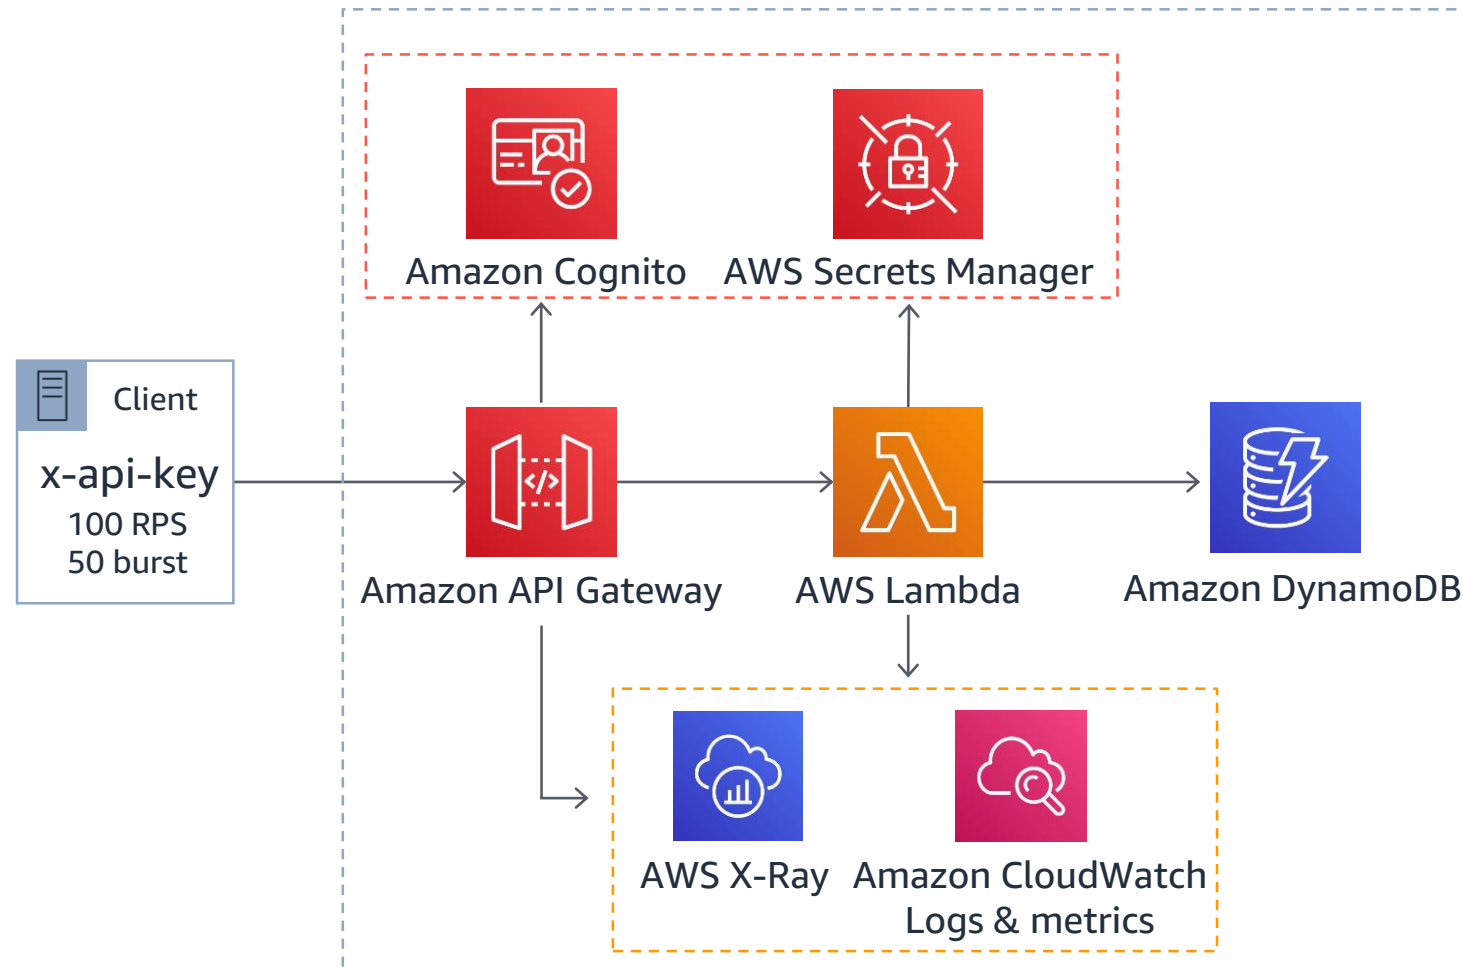 Amazon Cognito
AWS Secrets Manager
Client
x-api-key
100 RPS
50 burst
</>
Amazon API Gateway
AWS Lambda
Amazon DynamoDB
AWS X-Ray
Amazon CloudWatch
Logs & metrics